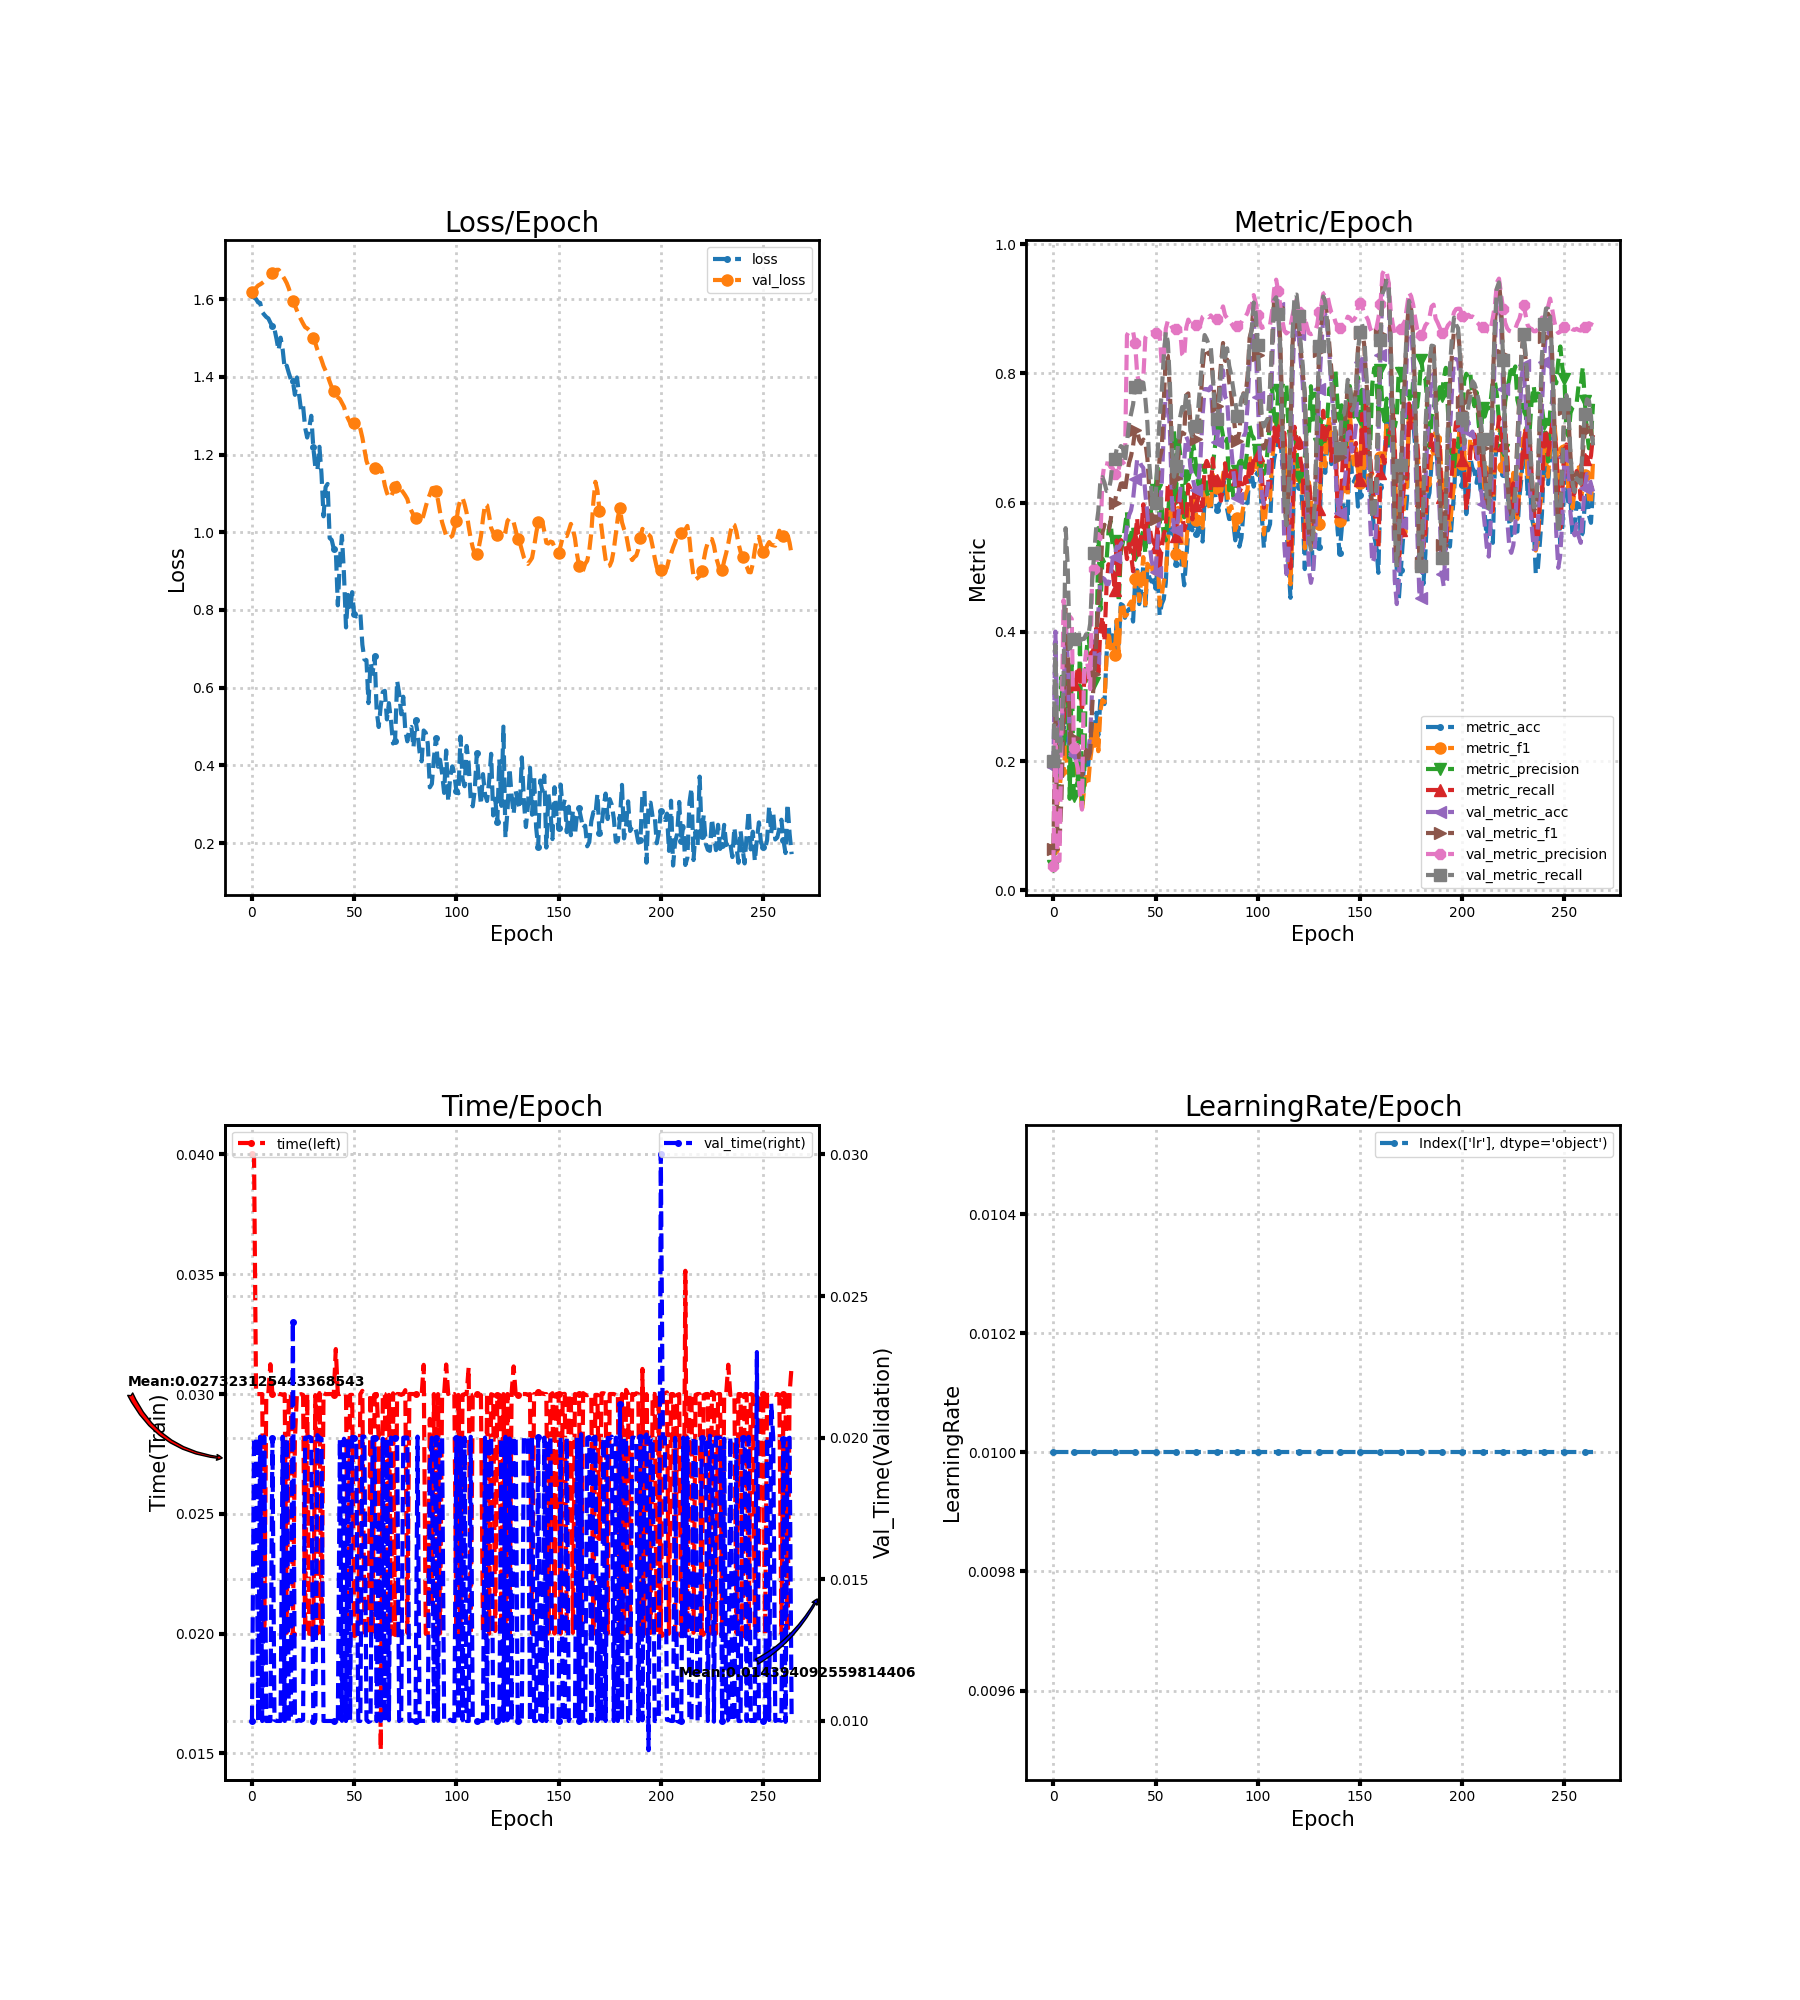 Loss/Epoch
loss
val_loss
1.6
1.4
1.2
1.0
0.8
0.6
0.4
0.2
Loss
0
50
100
150
200
250
Epoch
Metric/Epoch
1.0
0.8
0.6
0.4
0.2
0.0
Metric
metric_acc
metric_f1
metric_precision
metric_recall
val_metric_acc
val_metric_f1
val_metric_precision
val_metric_recall
0
50
100
150
200
250
Epoch
Time/Epoch
time(left)
val_time(right)
0.040
0.035
0.030
0.025
0.020
0.015
Time(Train)
Mean:0.027323125443368543
0.030
0.025
0.020
0.015
0.010
Val_Time(Validation)
Mean:0.014394092559814406
0
50
100
150
200
250
Epoch
LearningRate/Epoch
Index(['lr'], dtype='object')
0.0104
0.0102
0.0100
0.0098
0.0096
LearningRate
0
50
100
150
200
250
Epoch